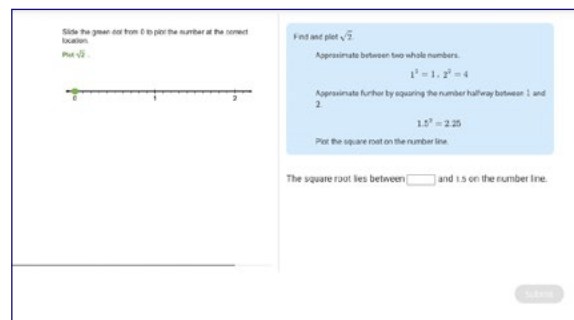 Slide the green dot from 0 to plot the number at the correct
location.
Plot √2 .
0 1 2
Find and plot √2.
Approximate between two whole numbers.
1² = 1, 2² = 4
Approximate further by squaring the number halfway between 1 and
2.
1.5² = 2.25
Plot the square root on the number line.
The square root lies between and 1.5 on the number line.
Submit